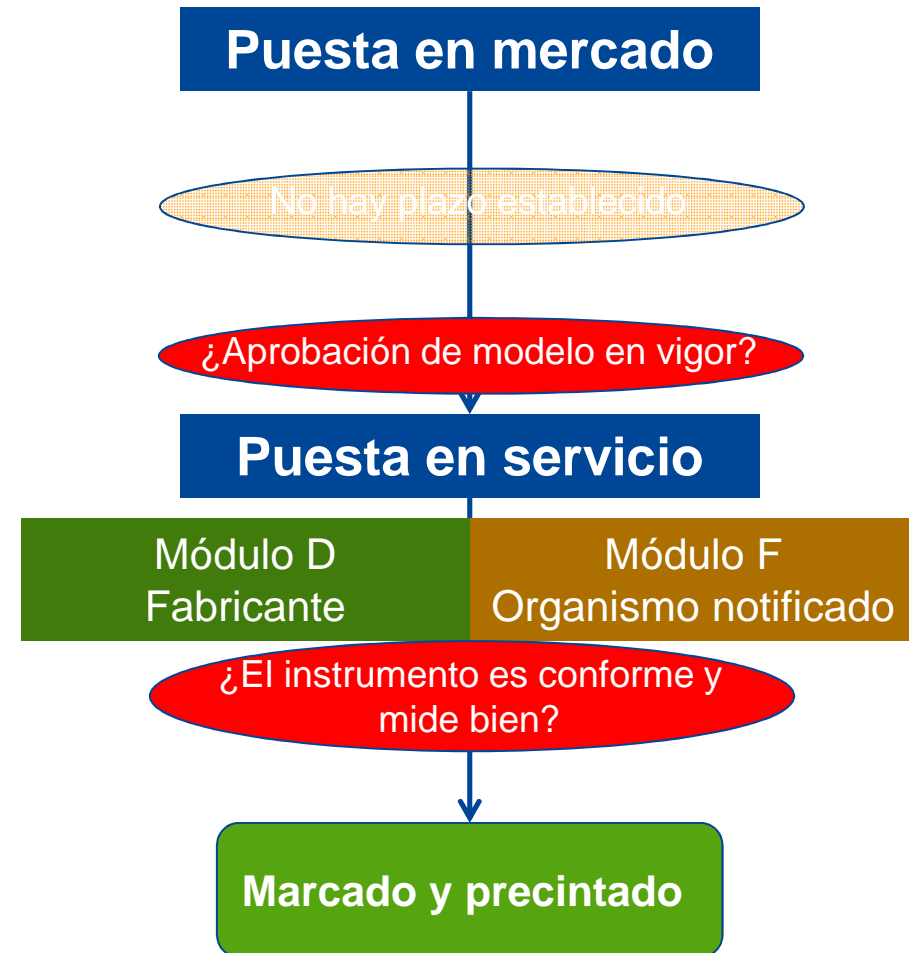 Puesta en mercado
No hay plazo establecido
¿Aprobación de modelo en vigor?
Puesta en servicio
Módulo D
Fabricante
Módulo F
Organismo notificado
¿El instrumento es conforme y
mide bien?
Marcado y precintado